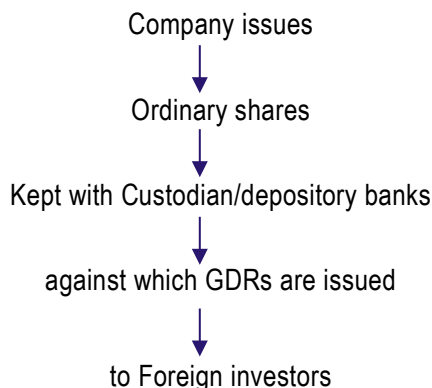 Company issues
Ordinary shares
Kept with Custodian/depository banks
against which GDRs are issued
to Foreign investors